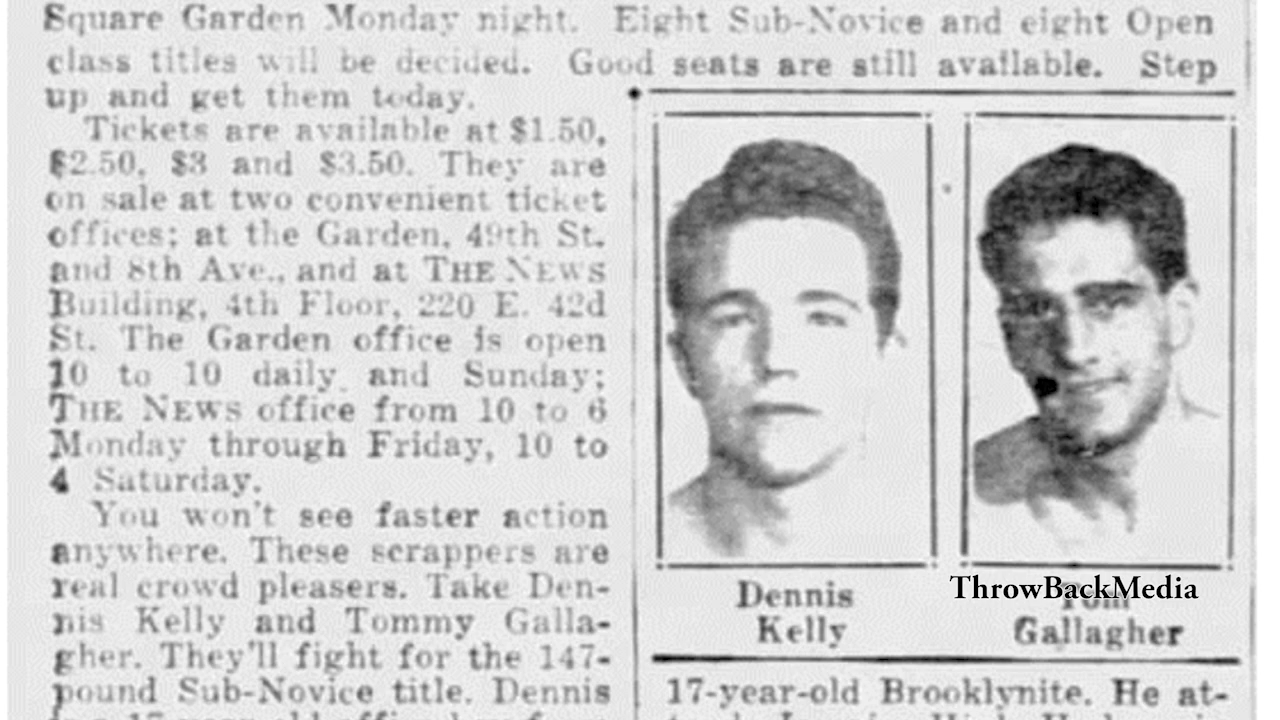 Square Garden Monday night. Eight Sub-Novice and eight Open
class titles will be decided. Good seats are still available. Step
up and get them today.
Tickets are available at $1.50,
$2.50, $3 and $3.50. They are
on sale at two convenient ticket
offices; at the Garden, 49th St.
and 8th Ave., and at THE NEWS
Building, 4th Floor, 220 E. 42d
St. The Garden office is open
10 to 10 daily and Sunday;
THE NEWS office from 10 to 6
Monday through Friday, 10 to
4 Saturday.
You won't see faster action
anywhere. These scrappers are
real crowd pleasers. Take Den-
nis Kelly and Tommy Galla-
gher. They'll fight for the 147-
pound Sub-Novice title. Dennis
Dennis
Kelly
ThrowBackMedia
Tom
Gallagher
17-year-old Brooklynite. He at-